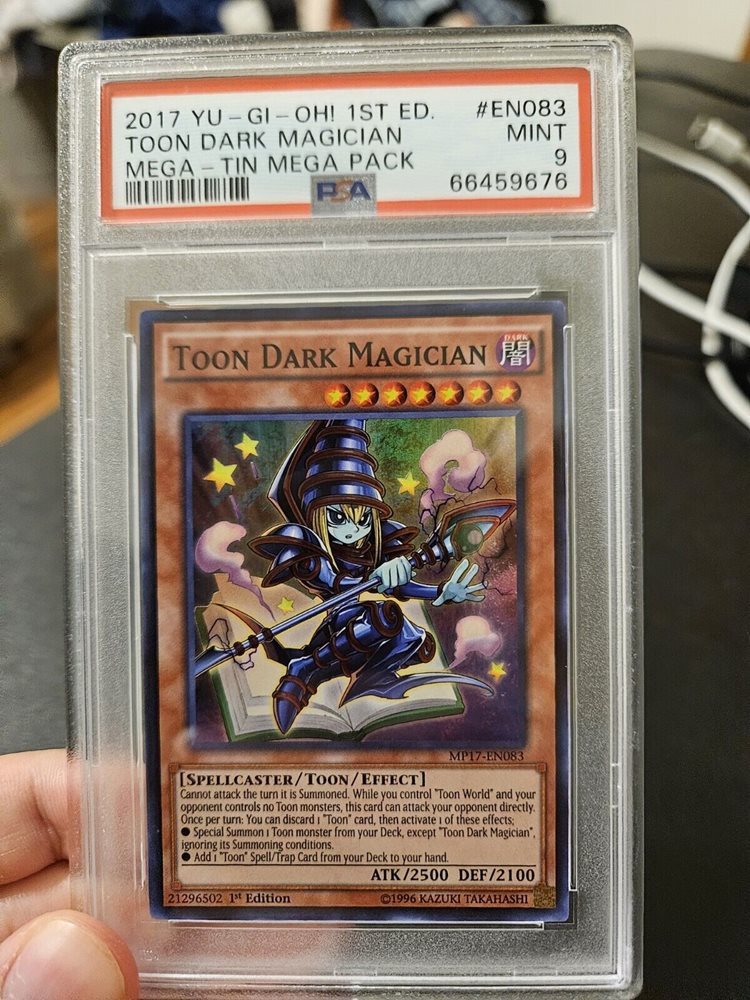 2017 YU-GI-OH! 1ST ED. #EN083
TOON DARK MAGICIAN MINT
MEGA-TIN MEGA PACK 9
PSA 66459676
TOON DARK MAGICIAN
DARK
闇
MP17-EN083
[SPELLCASTER/TOON/EFFECT]
Cannot attack the turn it is Summoned. While you control "Toon World" and your
opponent controls no Toon monsters, this card can attack your opponent directly.
Once per turn: You can discard 1 "Toon" card, then activate 1 of these effects;
● Special Summon 1 Toon monster from your Deck, except "Toon Dark Magician",
ignoring its Summoning conditions.
● Add 1 "Toon" Spell/Trap Card from your Deck to your hand.
ATK/2500 DEF/2100
21296502 1st Edition ©1996 KAZUKI TAKAHASHI